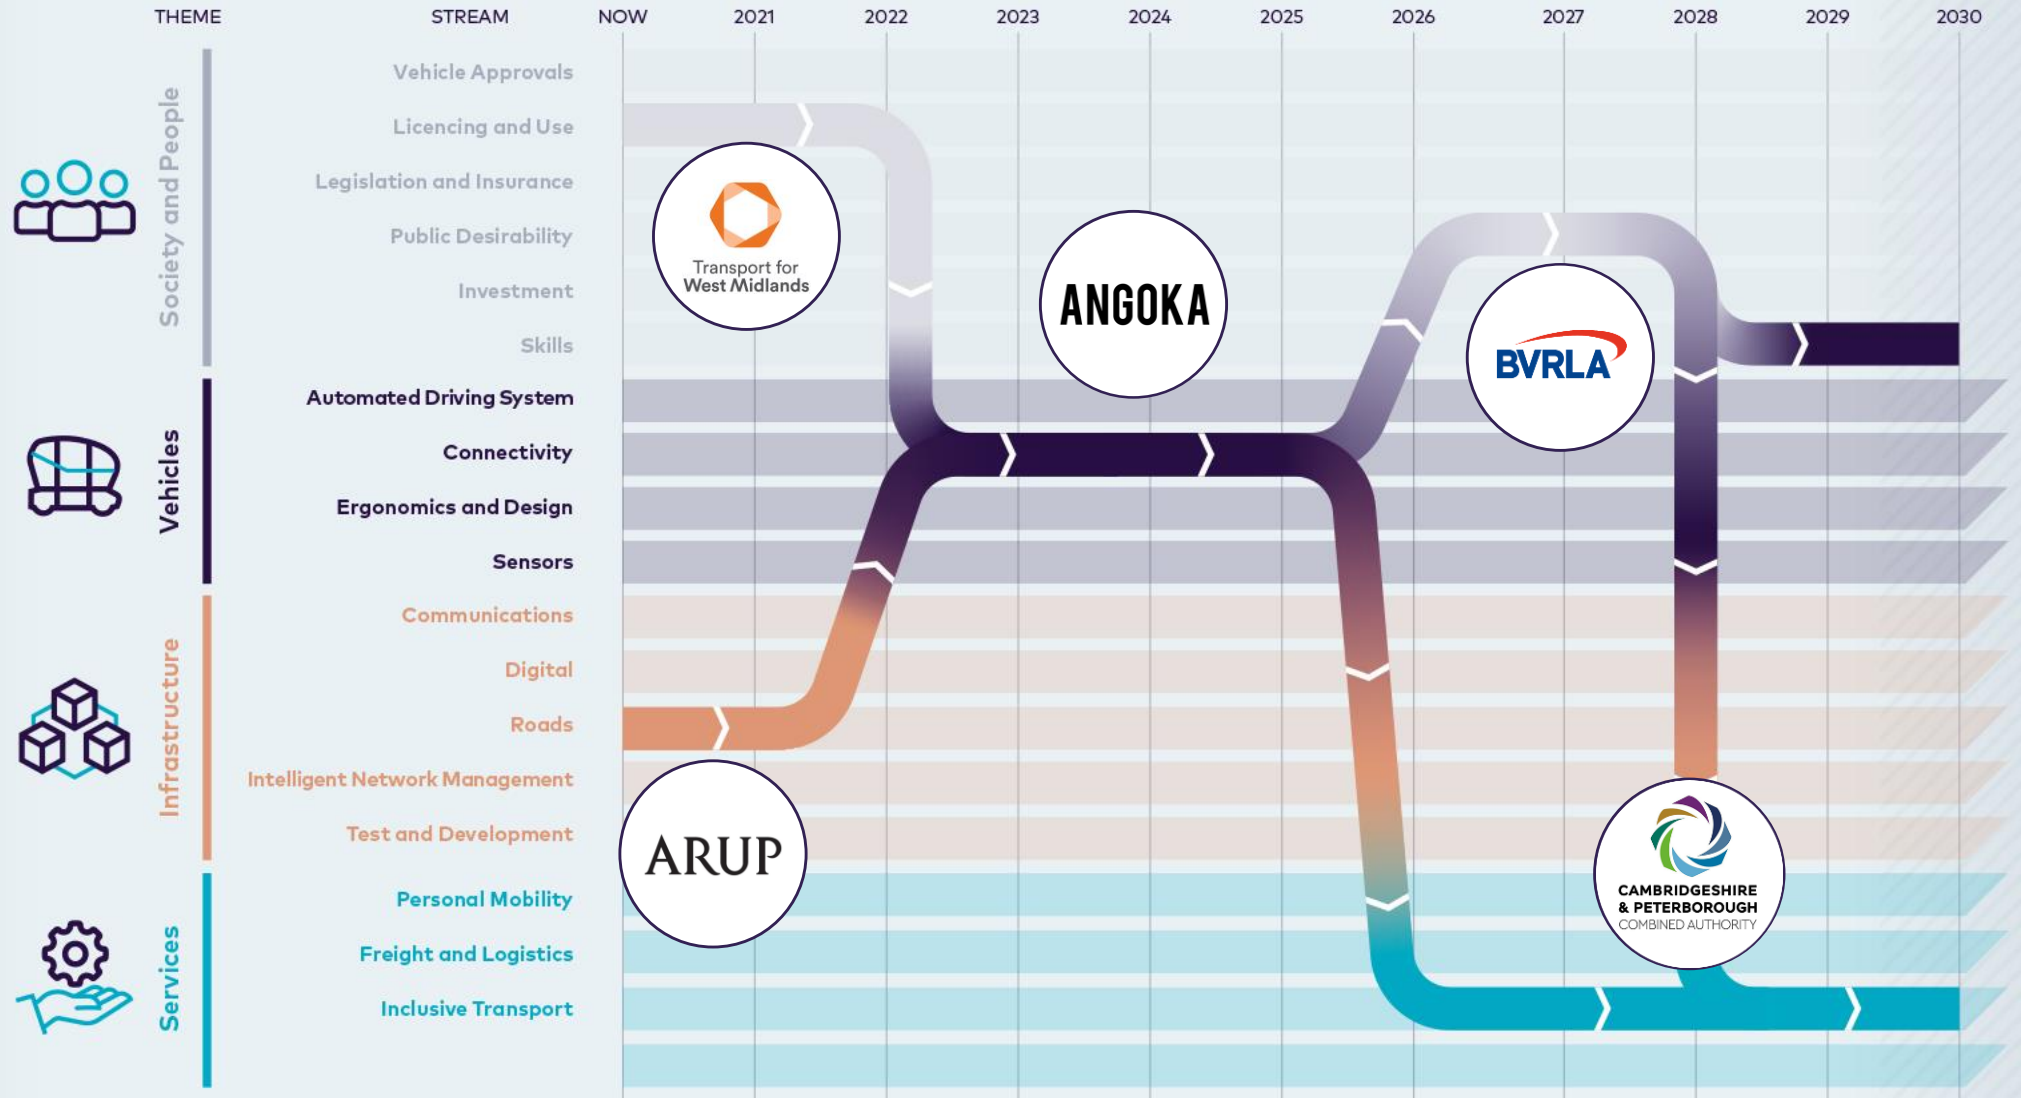 THEME STREAM NOW 2021 2022 2023 2024 2025 2026 2027 2028 2029 2030
Society and People
Vehicle Approvals
Licencing and Use
Legislation and Insurance
Public Desirability
Investment
Skills
Vehicles
Automated Driving System
Connectivity
Ergonomics and Design
Sensors
Infrastructure
Communications
Digital
Roads
Intelligent Network Management
Test and Development
Services
Personal Mobility
Freight and Logistics
Inclusive Transport
Transport for
West Midlands
ANGOKA
BVRLA
ARUP
CAMBRIDGESHIRE
& PETERBOROUGH
COMBINED AUTHORITY